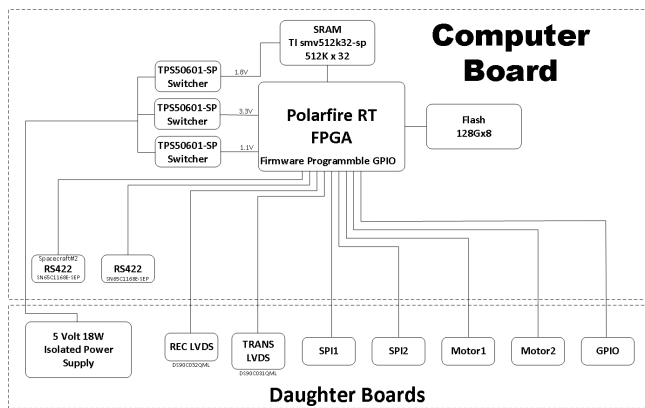 Computer
Board
SRAM
TI smv512k32-sp
512K x 32
TPS50601-SP
Switcher
1.8V
TPS50601-SP
Switcher
3.3V
TPS50601-SP
Switcher
1.1V
Polarfire RT
FPGA
Firmware Programmble GPIO
Flash
128Gx8
Spacecraft#2
RS422
SN65C1168E-SEP
RS422
SN65C1168E-SEP
5 Volt 18W
Isolated Power
Supply
REC LVDS
DS90C032QML
TRANS
LVDS
DS90C031QML
SPI1
SPI2
Motor1
Motor2
GPIO
Daughter Boards